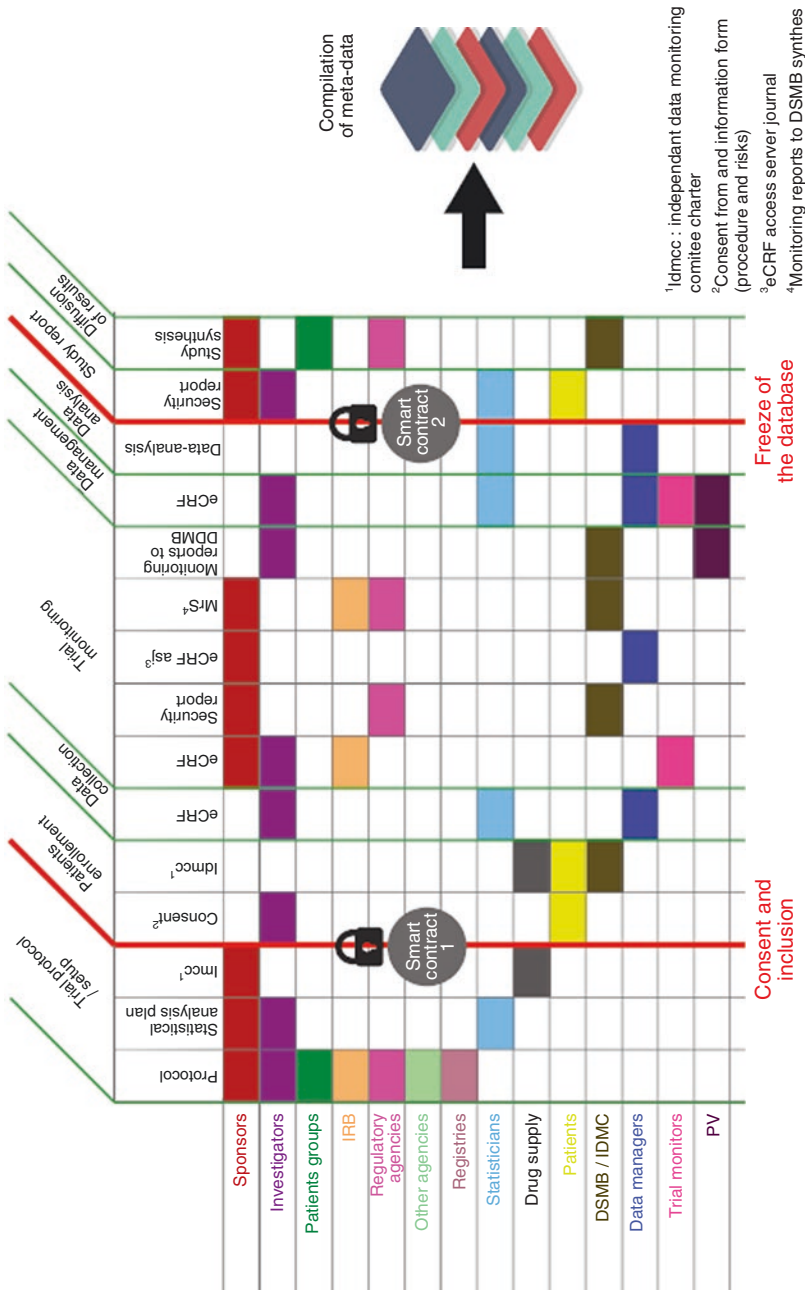 Trial protocol
/ setup
Patients
enrollement
Data
collection
Trial
monitoring
Data
management
Data
analysis
Study report
Diffusion
of results
Protocol
Statistical
analysis plan
Imcc¹
Consent²
Idmcc¹
eCRF
eCRF
Security
report
eCRF asj³
MrS⁴
Monitoring
reports to
DDMB
eCRF
Data-analysis
Security
report
Study
synthesis
Sponsors
Investigators
Patients groups
IRB
Regulatory
agencies
Other agencies
Registries
Statisticians
Drug supply
Patients
DSMB / IDMC
Data managers
Trial monitors
PV
Smart
contract
1
Smart
contract
2
Consent and
inclusion
Freeze of
the database
Compilation
of meta-data
¹Idmcc : independant data monitoring
comitee charter
²Consent from and information form
(procedure and risks)
³eCRF access server journal
⁴Monitoring reports to DSMB synthes